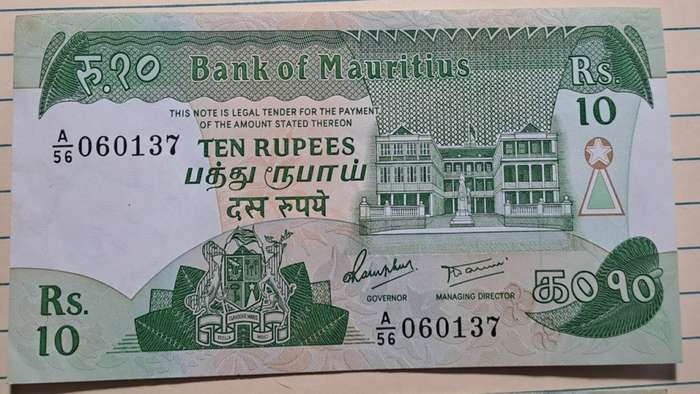 रु.१०
Bank of Mauritius
Rs.
10
THIS NOTE IS LEGAL TENDER FOR THE PAYMENT
OF THE AMOUNT STATED THEREON
A/56 060137
TEN RUPEES
பத்து ரூபாய்
दस रुपये
Rs.
10
GOVERNOR
MANAGING DIRECTOR
A/56 060137